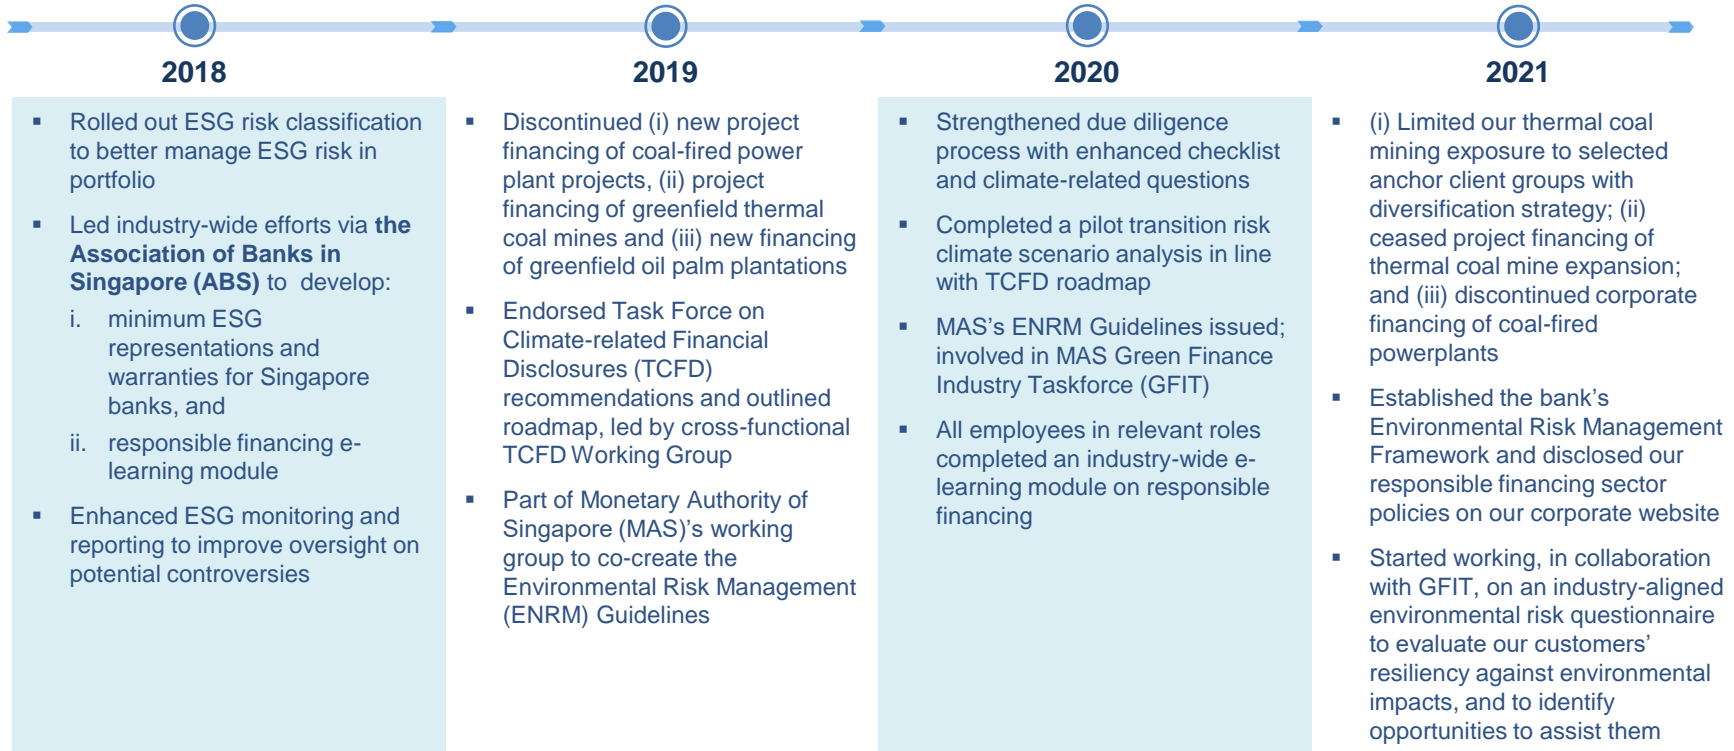 2018
▪ Rolled out ESG risk classification
to better manage ESG risk in
portfolio
▪ Led industry-wide efforts via the
Association of Banks in
Singapore (ABS) to develop:
i. minimum ESG
representations and
warranties for Singapore
banks, and
ii. responsible financing e-
learning module
▪ Enhanced ESG monitoring and
reporting to improve oversight on
potential controversies
2019
▪ Discontinued (i) new project
financing of coal-fired power
plant projects, (ii) project
financing of greenfield thermal
coal mines and (iii) new financing
of greenfield oil palm plantations
▪ Endorsed Task Force on
Climate-related Financial
Disclosures (TCFD)
recommendations and outlined
roadmap, led by cross-functional
TCFD Working Group
▪ Part of Monetary Authority of
Singapore (MAS)’s working
group to co-create the
Environmental Risk Management
(ENRM) Guidelines
2020
▪ Strengthened due diligence
process with enhanced checklist
and climate-related questions
▪ Completed a pilot transition risk
climate scenario analysis in line
with TCFD roadmap
▪ MAS’s ENRM Guidelines issued;
involved in MAS Green Finance
Industry Taskforce (GFIT)
▪ All employees in relevant roles
completed an industry-wide e-
learning module on responsible
financing
2021
▪ (i) Limited our thermal coal
mining exposure to selected
anchor client groups with
diversification strategy; (ii)
ceased project financing of
thermal coal mine expansion;
and (iii) discontinued corporate
financing of coal-fired
powerplants
▪ Established the bank’s
Environmental Risk Management
Framework and disclosed our
responsible financing sector
policies on our corporate website
▪ Started working, in collaboration
with GFIT, on an industry-aligned
environmental risk questionnaire
to evaluate our customers’
resiliency against environmental
impacts, and to identify
opportunities to assist them